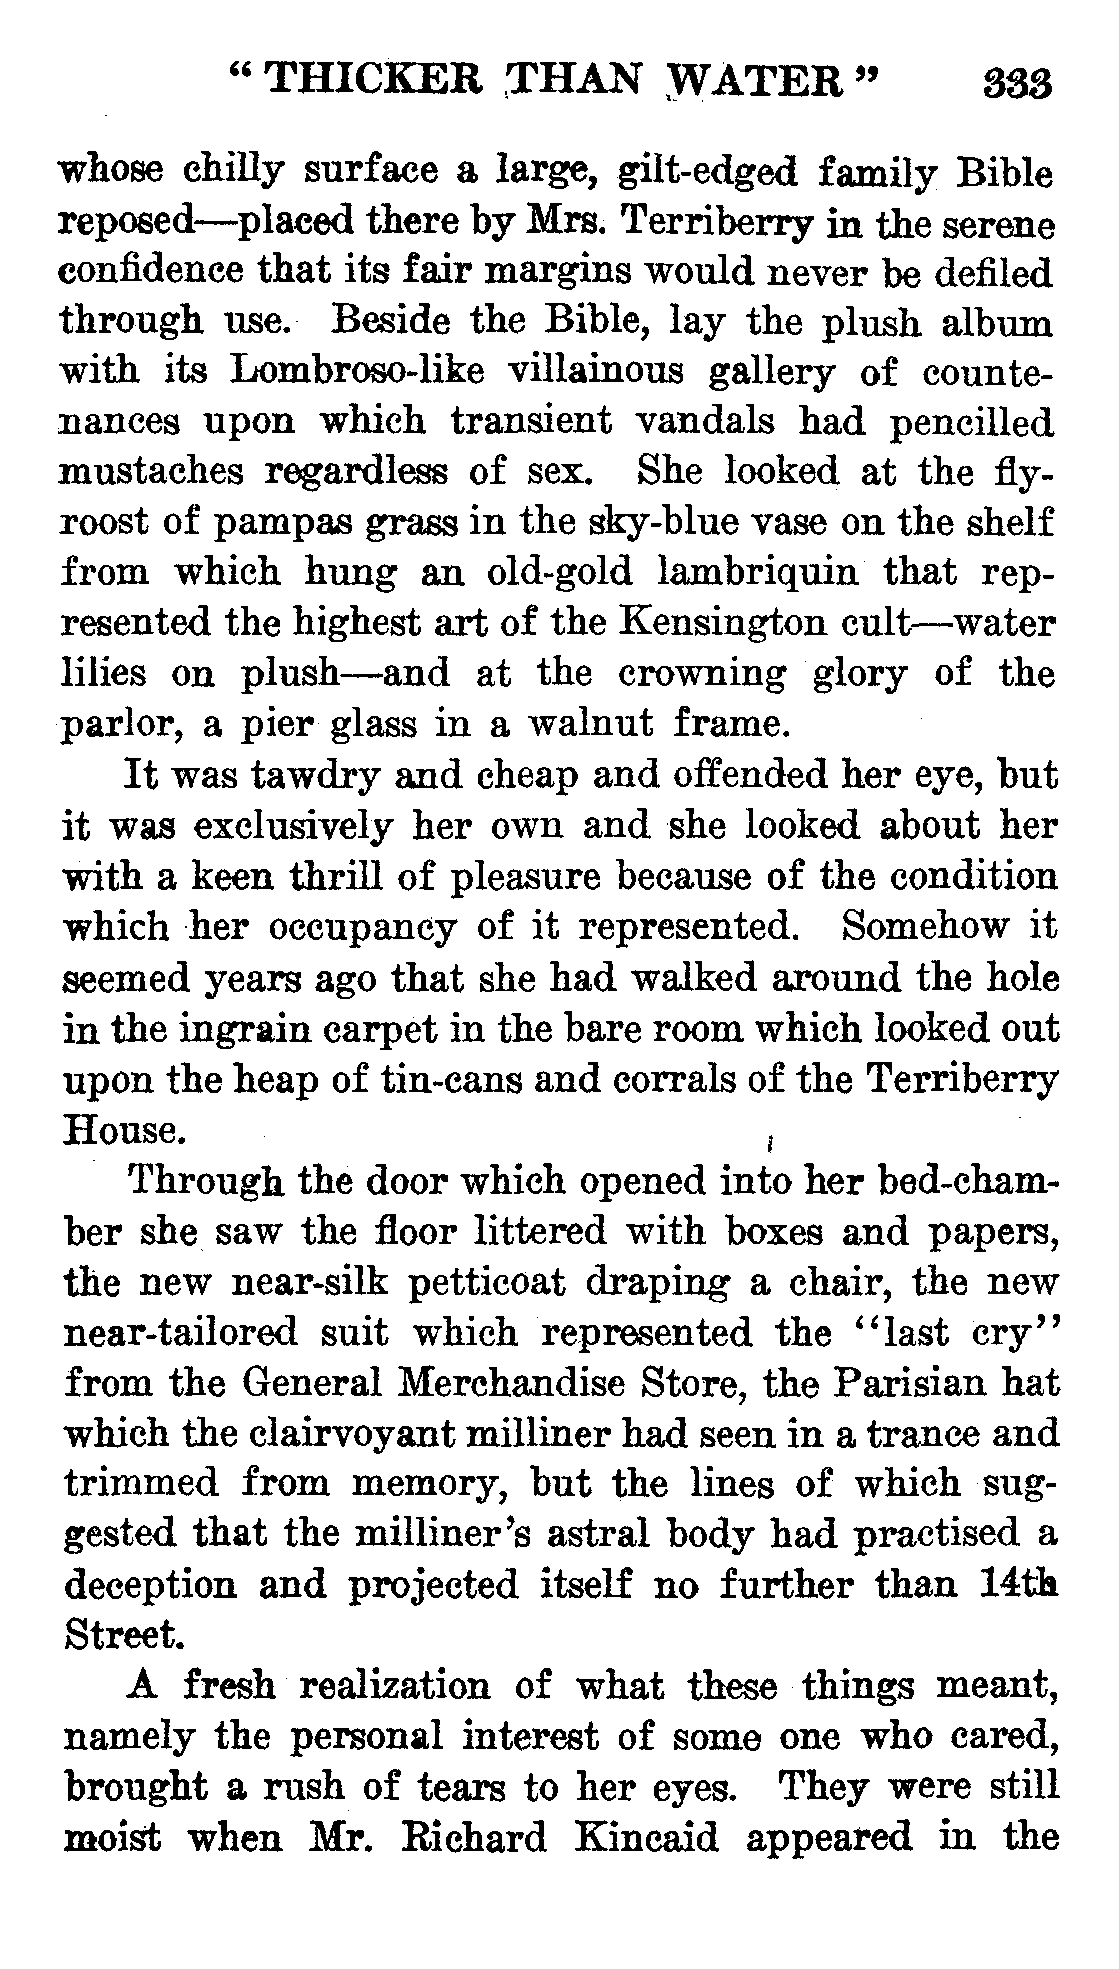 “ THICKER THAN WATER ” 333
whose chilly surface a large, gilt-edged family Bible
reposed—placed there by Mrs. Terriberry in the serene
confidence that its fair margins would never be defiled
through use. Beside the Bible, lay the plush album
with its Lombroso-like villainous gallery of counte-
nances upon which transient vandals had pencilled
mustaches regardless of sex. She looked at the fly-
roost of pampas grass in the sky-blue vase on the shelf
from which hung an old-gold lambriquin that rep-
resented the highest art of the Kensington cult—water
lilies on plush—and at the crowning glory of the
parlor, a pier glass in a walnut frame.
It was tawdry and cheap and offended her eye, but
it was exclusively her own and she looked about her
with a keen thrill of pleasure because of the condition
which her occupancy of it represented. Somehow it
seemed years ago that she had walked around the hole
in the ingrain carpet in the bare room which looked out
upon the heap of tin-cans and corrals of the Terriberry
House.
Through the door which opened into her bed-cham-
ber she saw the floor littered with boxes and papers,
the new near-silk petticoat draping a chair, the new
near-tailored suit which represented the “last cry”
from the General Merchandise Store, the Parisian hat
which the clairvoyant milliner had seen in a trance and
trimmed from memory, but the lines of which sug-
gested that the milliner’s astral body had practised a
deception and projected itself no further than 14th
Street.
A fresh realization of what these things meant,
namely the personal interest of some one who cared,
brought a rush of tears to her eyes. They were still
moist when Mr. Richard Kincaid appeared in the